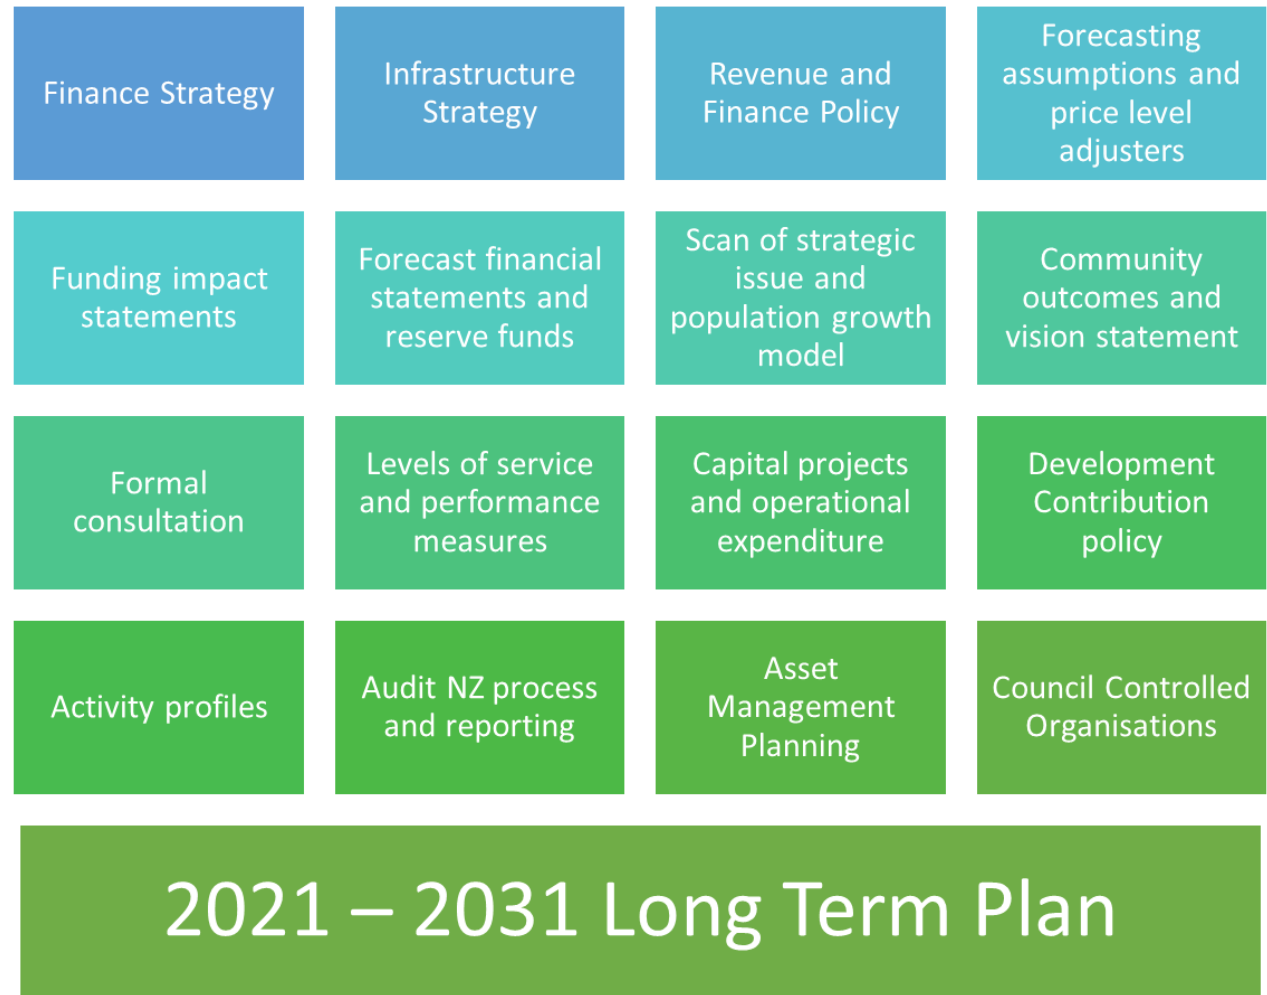 Finance Strategy
Infrastructure
Strategy
Revenue and
Finance Policy
Forecasting
assumptions and
price level
adjusters
Funding impact
statements
Forecast financial
statements and
reserve funds
Scan of strategic
issue and
population growth
model
Community
outcomes and
vision statement
Formal
consultation
Levels of service
and performance
measures
Capital projects
and operational
expenditure
Development
Contribution
policy
Activity profiles
Audit NZ process
and reporting
Asset
Management
Planning
Council Controlled
Organisations
2021 – 2031 Long Term Plan